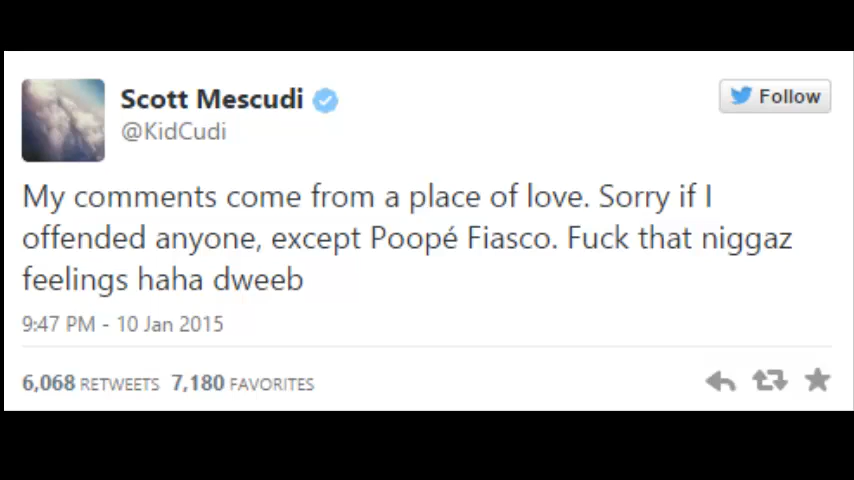 Scott Mescudi
@KidCudi
Follow
My comments come from a place of love. Sorry if I
offended anyone, except Poopé Fiasco. Fuck that niggaz
feelings haha dweeb
9:47 PM - 10 Jan 2015
6,068 RETWEETS 7,180 FAVORITES